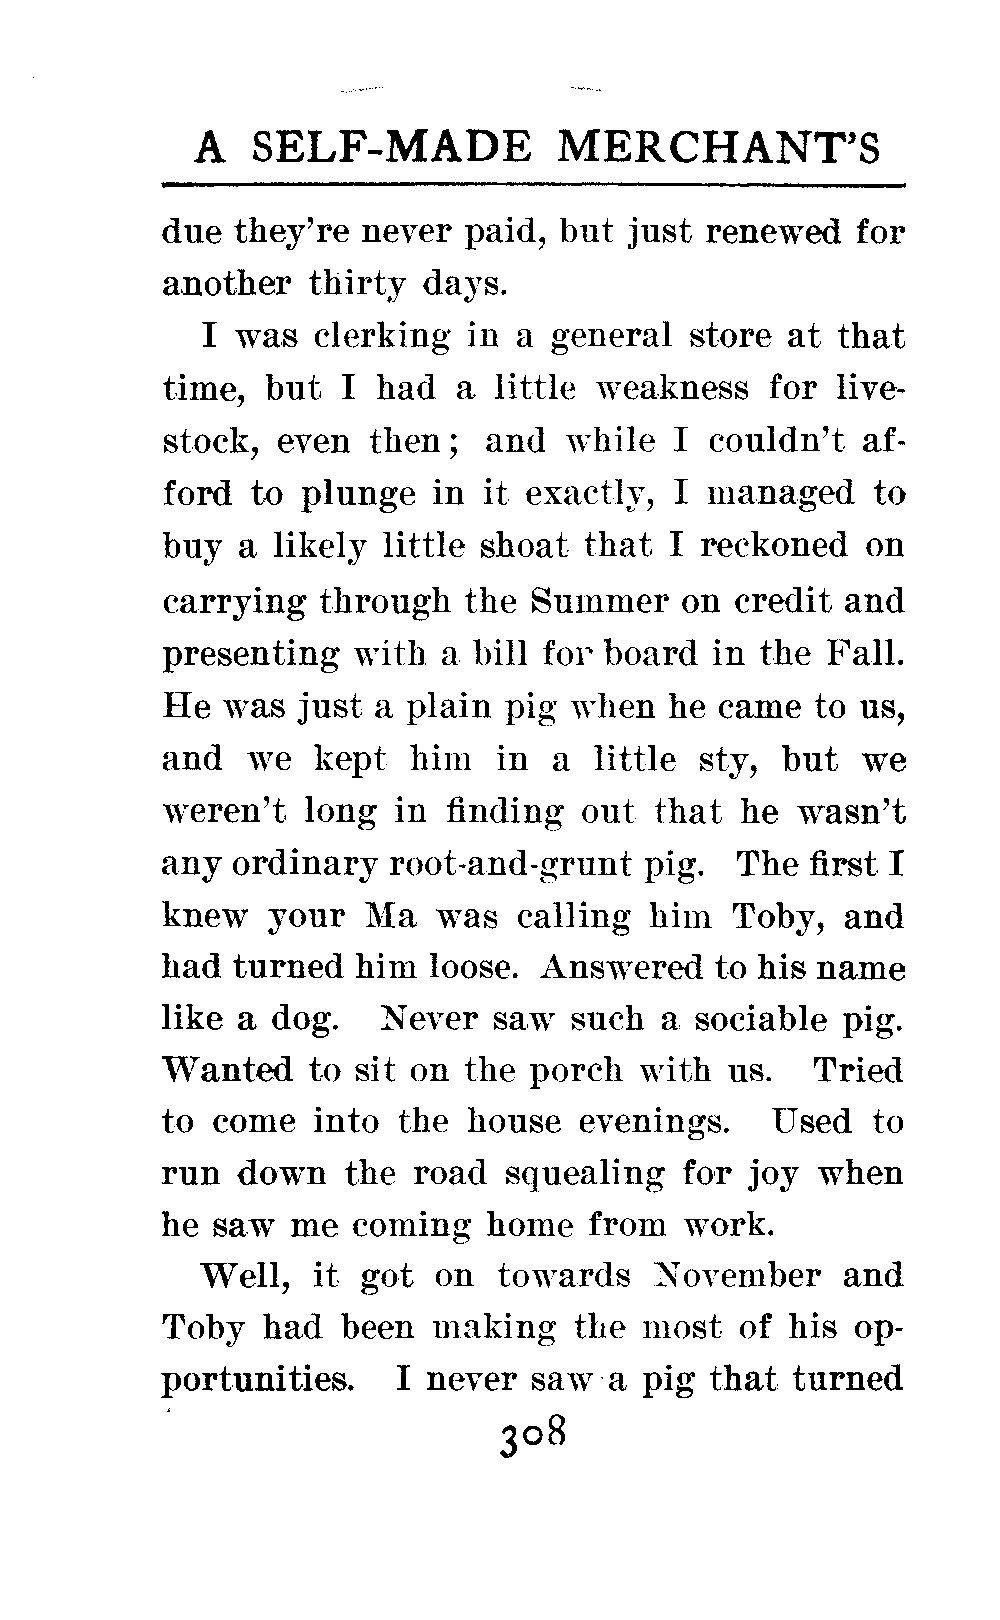 A SELF-MADE MERCHANT'S
due they're never paid, but just renewed for
another thirty days.
I was clerking in a general store at that
time, but I had a little weakness for live-
stock, even then; and while I couldn't af-
ford to plunge in it exactly, I managed to
buy a likely little shoat that I reckoned on
carrying through the Summer on credit and
presenting with a bill for board in the Fall.
He was just a plain pig when he came to us,
and we kept him in a little sty, but we
weren't long in finding out that he wasn't
any ordinary root-and-grunt pig. The first I
knew your Ma was calling him Toby, and
had turned him loose. Answered to his name
like a dog. Never saw such a sociable pig.
Wanted to sit on the porch with us. Tried
to come into the house evenings. Used to
run down the road squealing for joy when
he saw me coming home from work.
Well, it got on towards November and
Toby had been making the most of his op-
portunities. I never saw a pig that turned
308